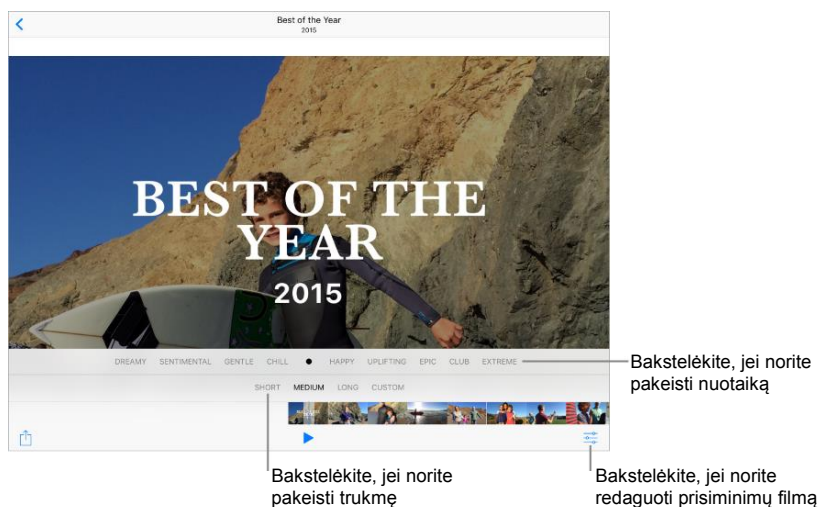 Best of the Year
2015
BEST OF THE
YEAR
2015
DREAMY SENTIMENTAL GENTLE CHILL HAPPY UPLIFTING EPIC CLUB EXTREME
Bakstelėkite, jei norite
pakeisti nuotaiką
SHORT MEDIUM LONG CUSTOM
Bakstelėkite, jei norite
pakeisti trukmę
Bakstelėkite, jei norite
redaguoti prisiminimų filmą